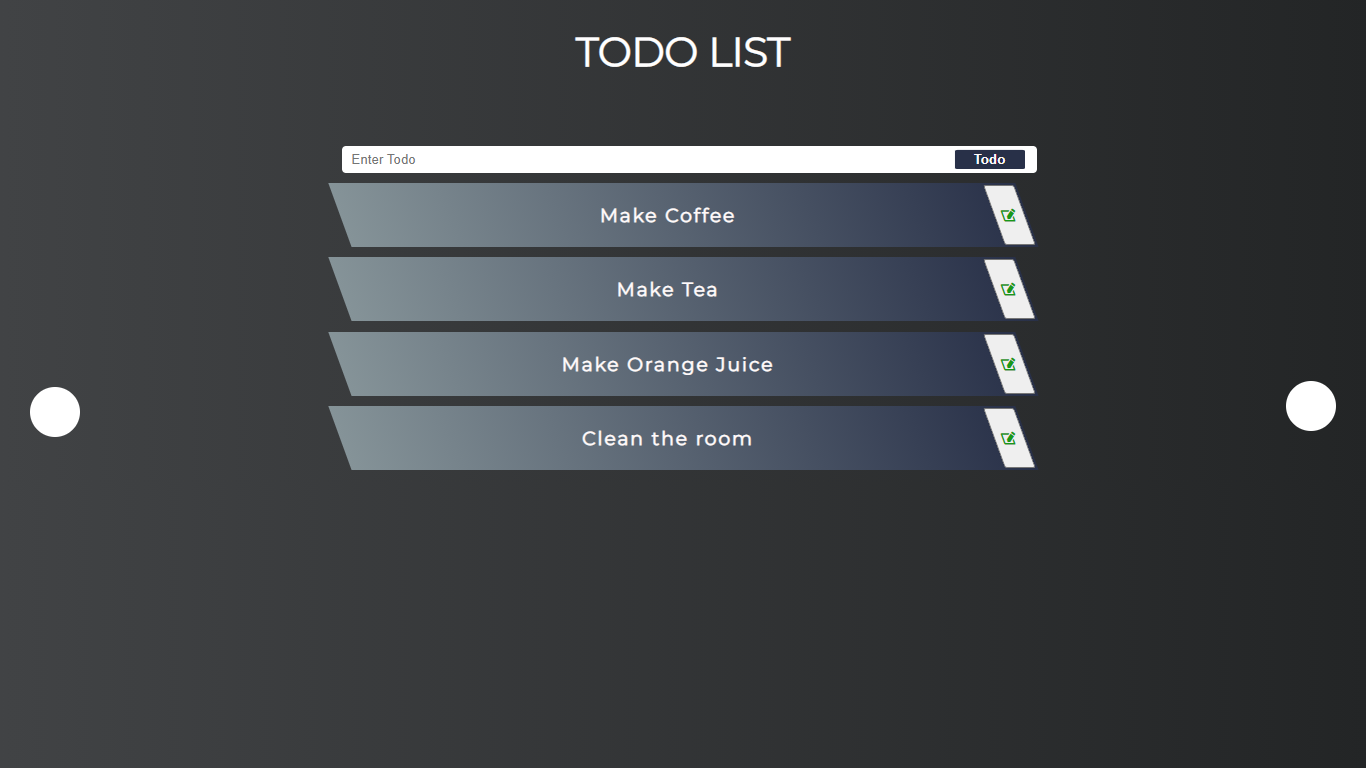 TODO LIST
Enter Todo
Todo
Make Coffee
Make Tea
Make Orange Juice
Clean the room